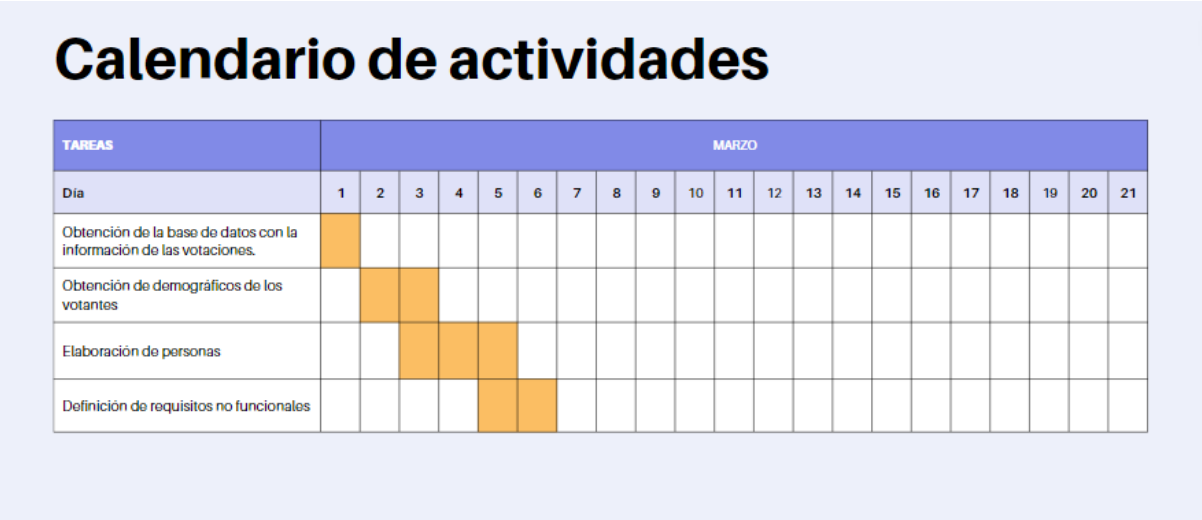 Calendario de actividades
TAREAS MARZO
Día 1 2 3 4 5 6 7 8 9 10 11 12 13 14 15 16 17 18 19 20 21
Obtención de la base de datos con la
información de las votaciones.
Obtención de demográficos de los
votantes
Elaboración de personas
Definición de requisitos no funcionales